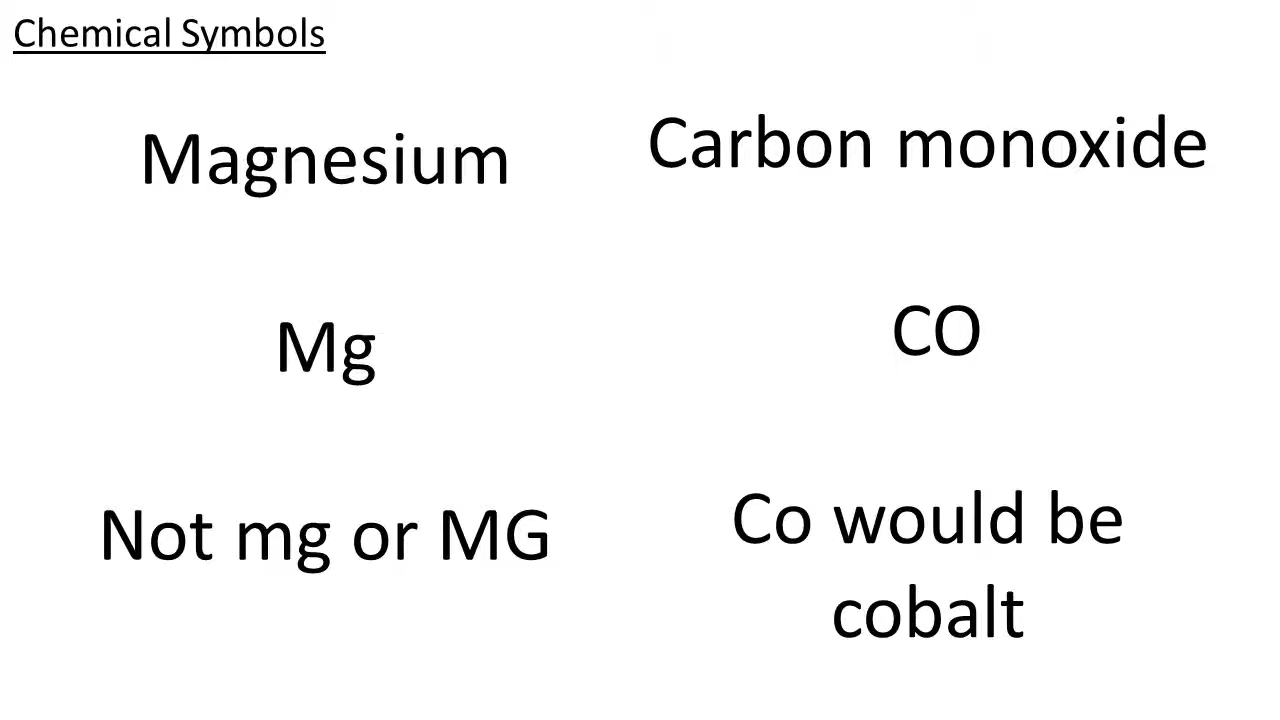 Chemical Symbols
Magnesium
Mg
Not mg or MG
Carbon monoxide
CO
Co would be
cobalt